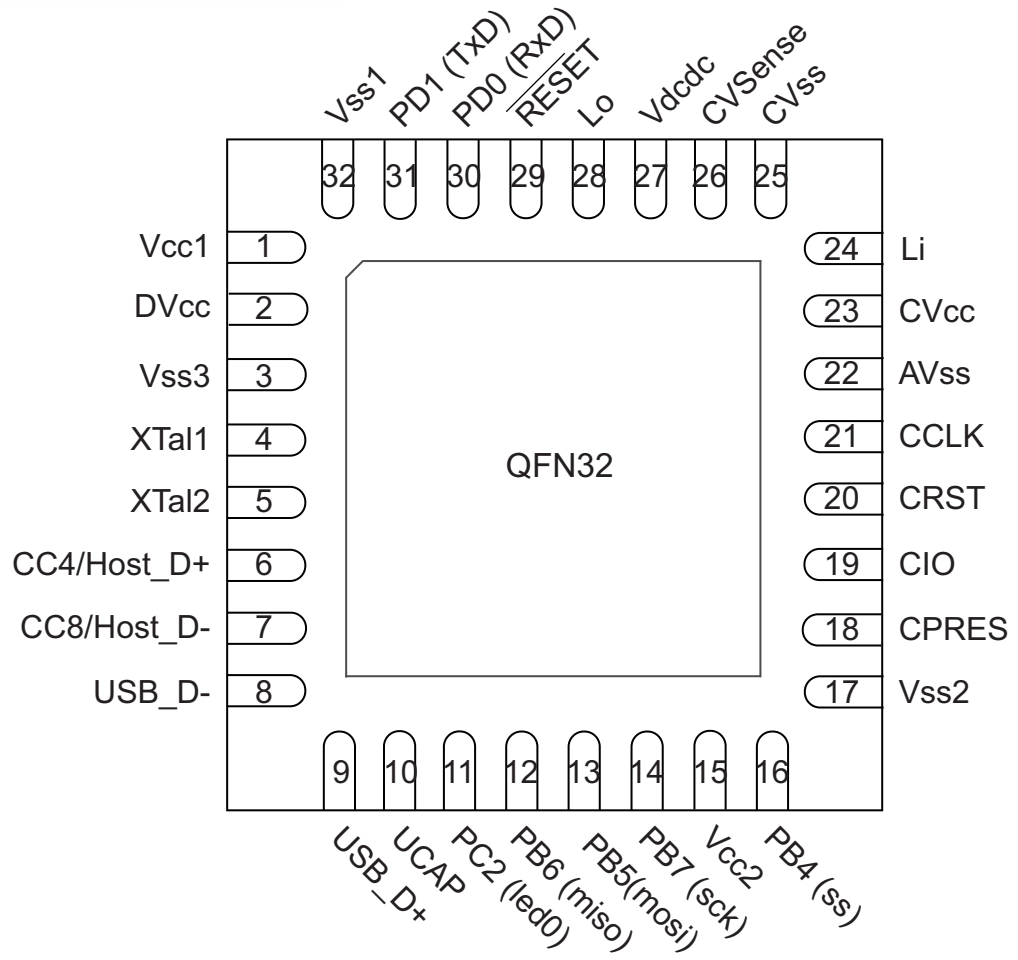 Vss1
PD1 (TxD)
PD0 (RxD)
RESET
Lo
Vdcdc
CVSense
CVss
32
31
30
29
28
27
26
25
Vcc1
1
24
Li
DVcc
2
23
CVcc
Vss3
3
22
AVss
XTal1
4
21
CCLK
QFN32
XTal2
5
20
CRST
CC4/Host_D+
6
19
CIO
CC8/Host_D-
7
18
CPRES
USB_D-
8
17
Vss2
9
10
11
12
13
14
15
16
USB_D+
UCAP
PC2 (led0)
PB6 (miso)
PB5(mosi)
PB7 (sck)
Vcc2
PB4 (ss)